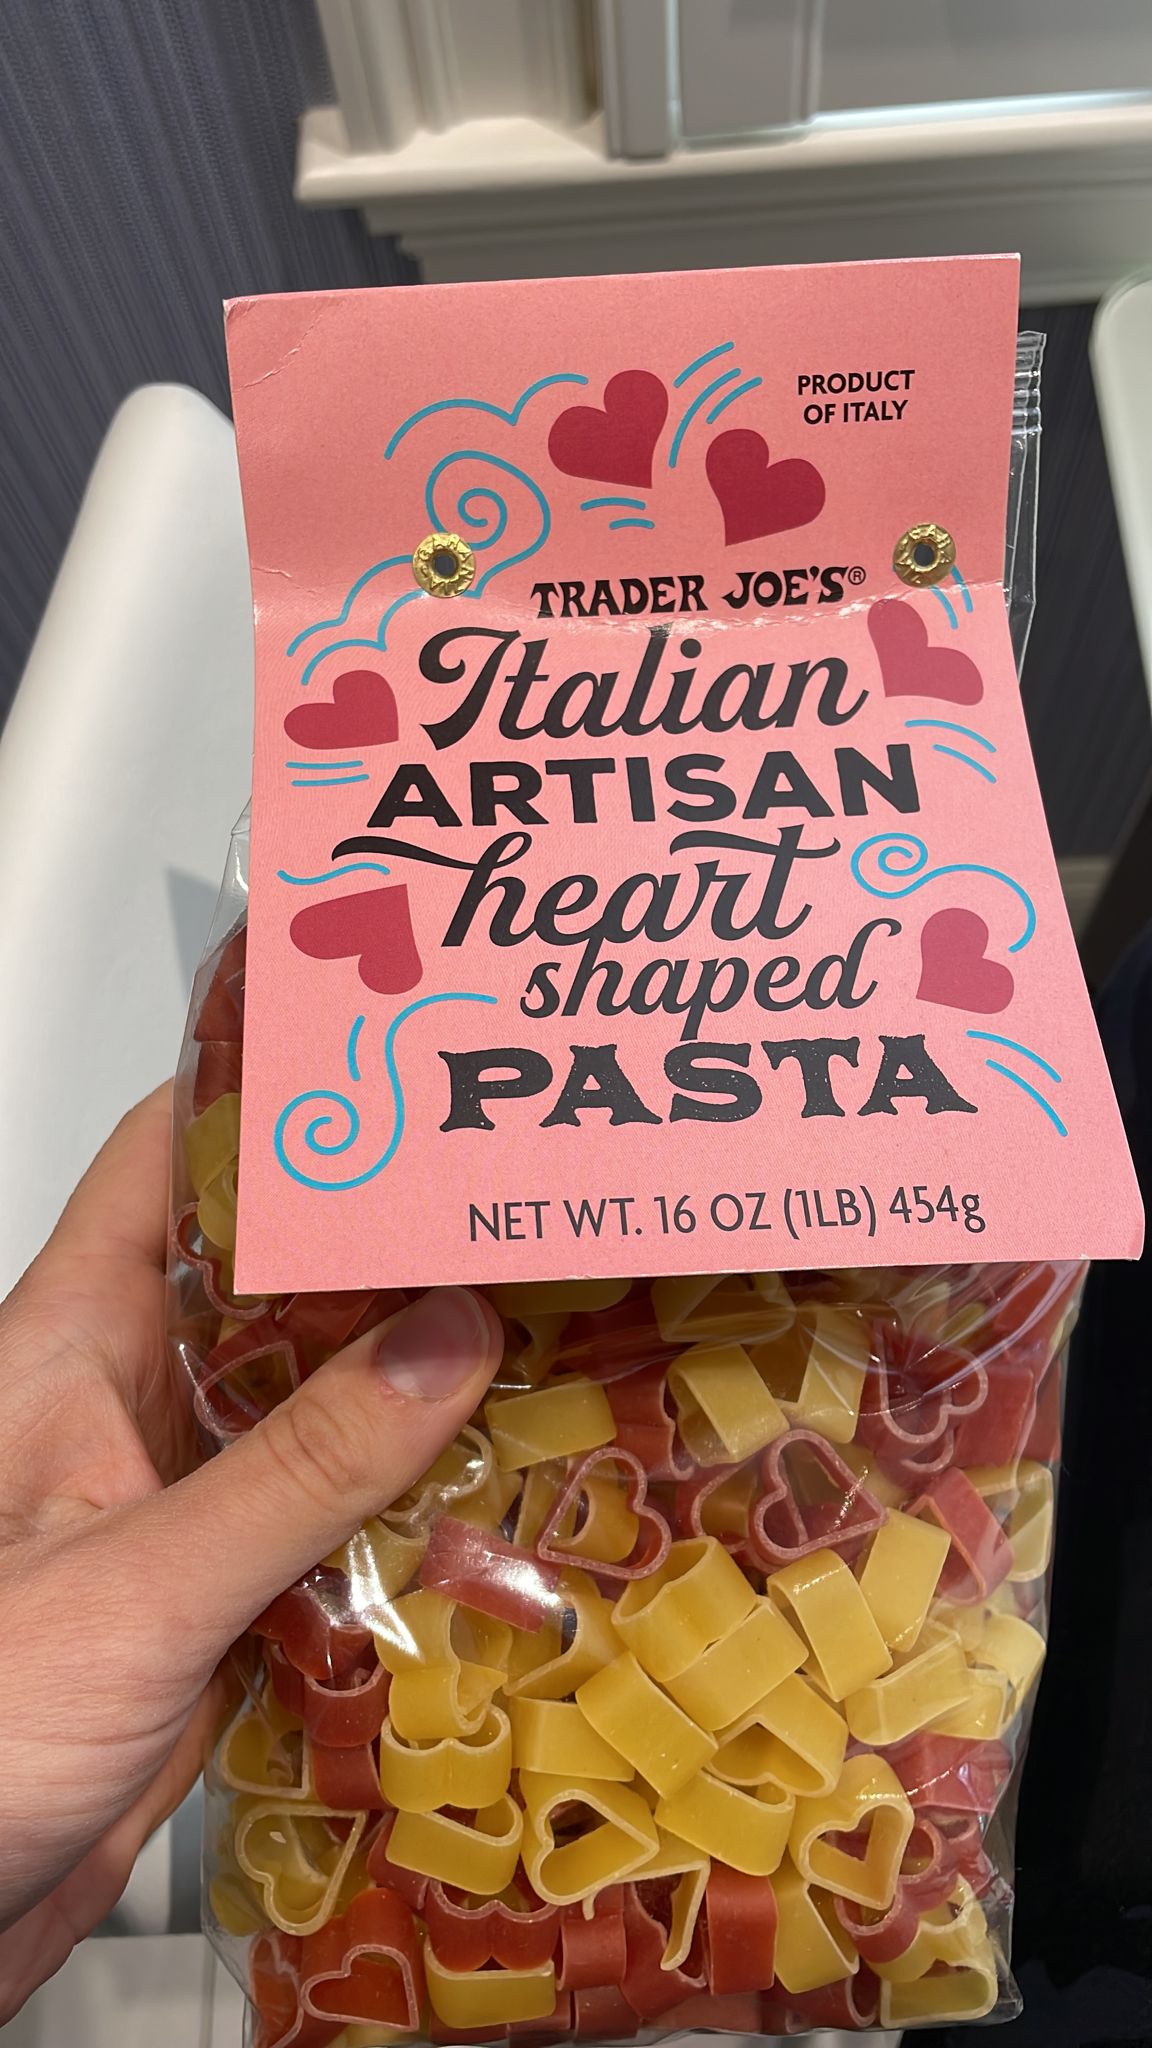 PRODUCT
OF ITALY
TRADER JOE'S®
Italian
ARTISAN
heart
shaped
PASTA
NET WT. 16 OZ (1LB) 454g